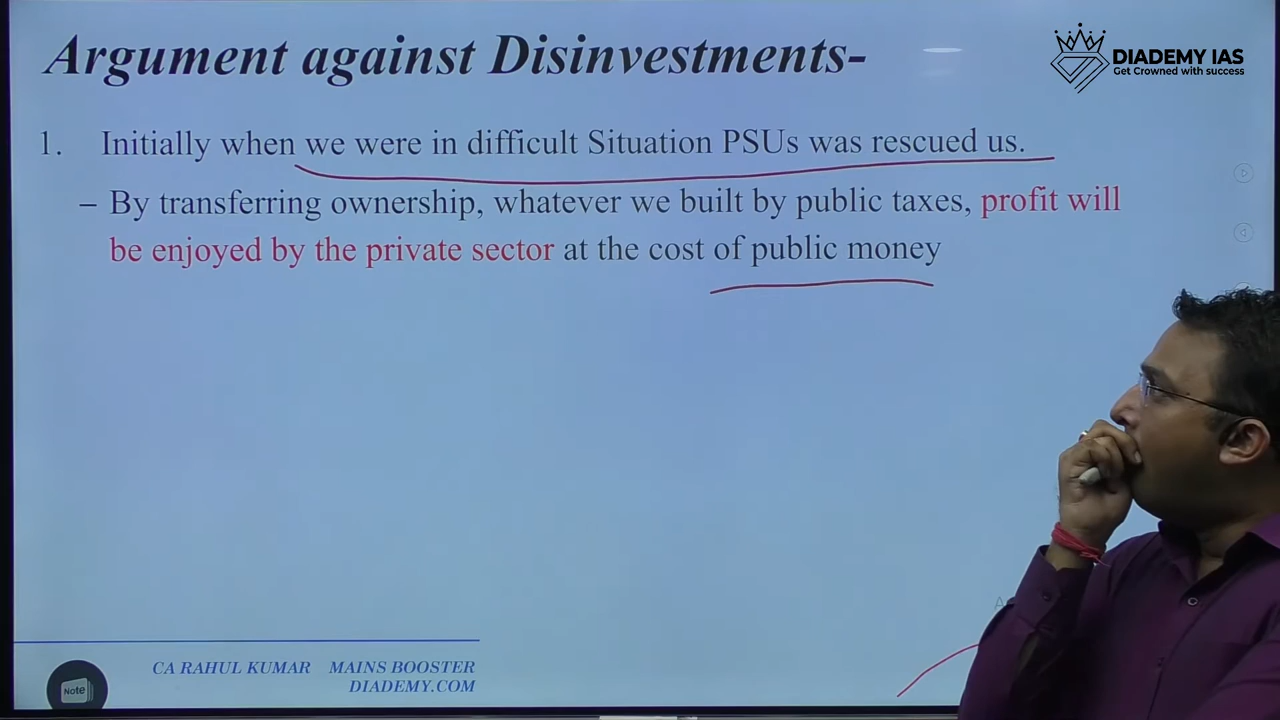 Argument against Disinvestments-
DIADEMY IAS
Get Crowned with success
1. Initially when we were in difficult Situation PSUs was rescued us.
– By transferring ownership, whatever we built by public taxes, profit will
be enjoyed by the private sector at the cost of public money
CA RAHUL KUMAR MAINS BOOSTER
DIADEMY.COM
Note